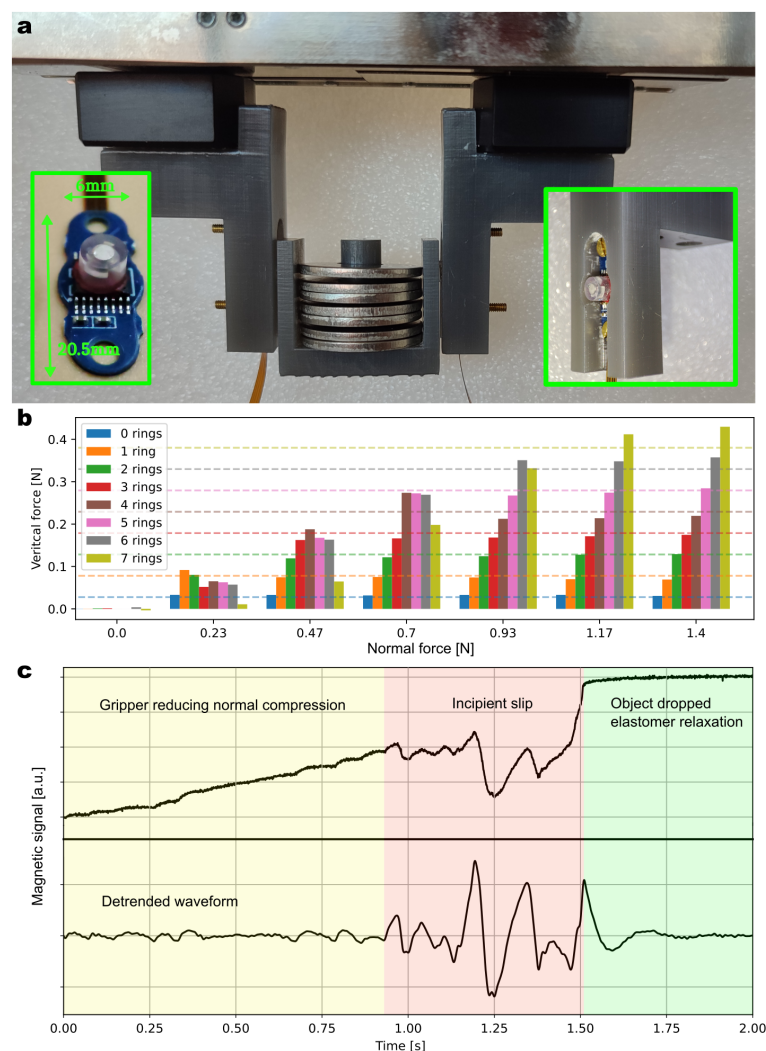 a
6mm
20.5mm
b
Veritcal force [N]
0.4
0.3
0.2
0.1
0.0
0 rings
1 ring
2 rings
3 rings
4 rings
5 rings
6 rings
7 rings
0.0 0.23 0.47 0.7 0.93 1.17 1.4
Normal force [N]
c
Magnetic signal [a.u.]
Gripper reducing normal compression
Incipient slip
Object dropped
elastomer relaxation
Detrended waveform
0.00 0.25 0.50 0.75 1.00 1.25 1.50 1.75 2.00
Time [s]